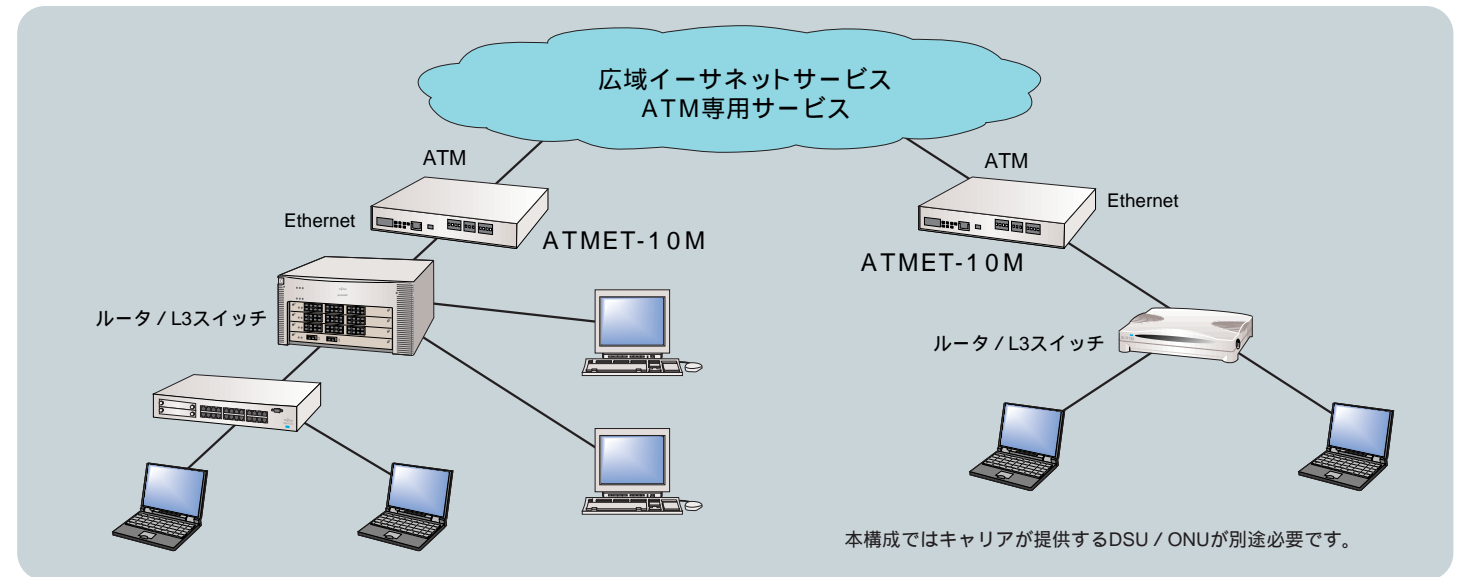 広域イーサネットサービス
ATM専用サービス
ATM
Ethernet
ATMET-10M
ルータ / L3スイッチ
ATM
Ethernet
ATMET-10M
ルータ / L3スイッチ
本構成ではキャリアが提供するDSU / ONUが別途必要です。